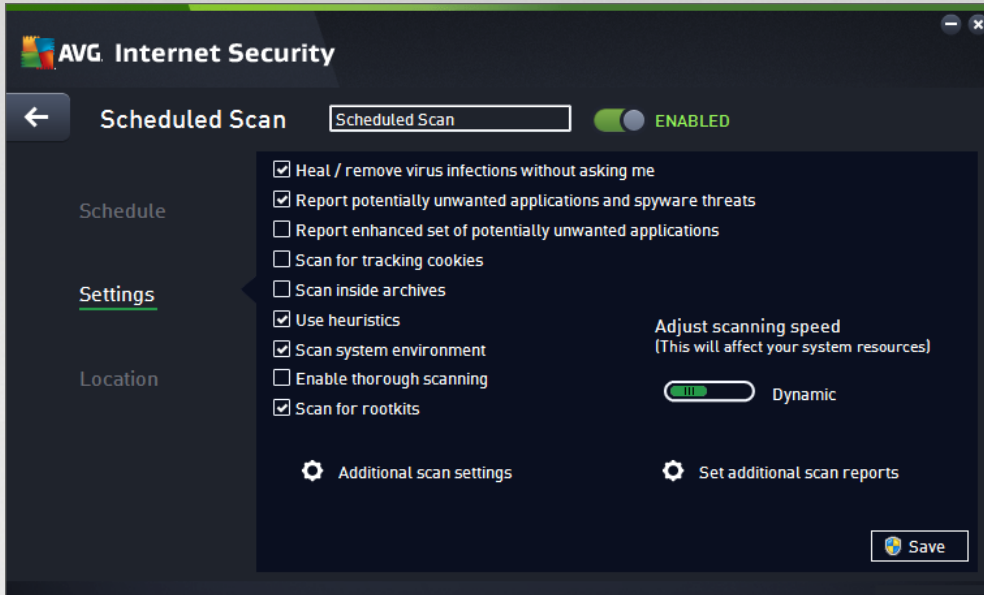 AVG. Internet Security
Scheduled Scan
Scheduled Scan
ENABLED
Schedule
Settings
Location
Heal / remove virus infections without asking me
Report potentially unwanted applications and spyware threats
Report enhanced set of potentially unwanted applications
Scan for tracking cookies
Scan inside archives
Use heuristics
Scan system environment
Enable thorough scanning
Scan for rootkits
Adjust scanning speed
(This will affect your system resources)
Dynamic
Additional scan settings
Set additional scan reports
Save